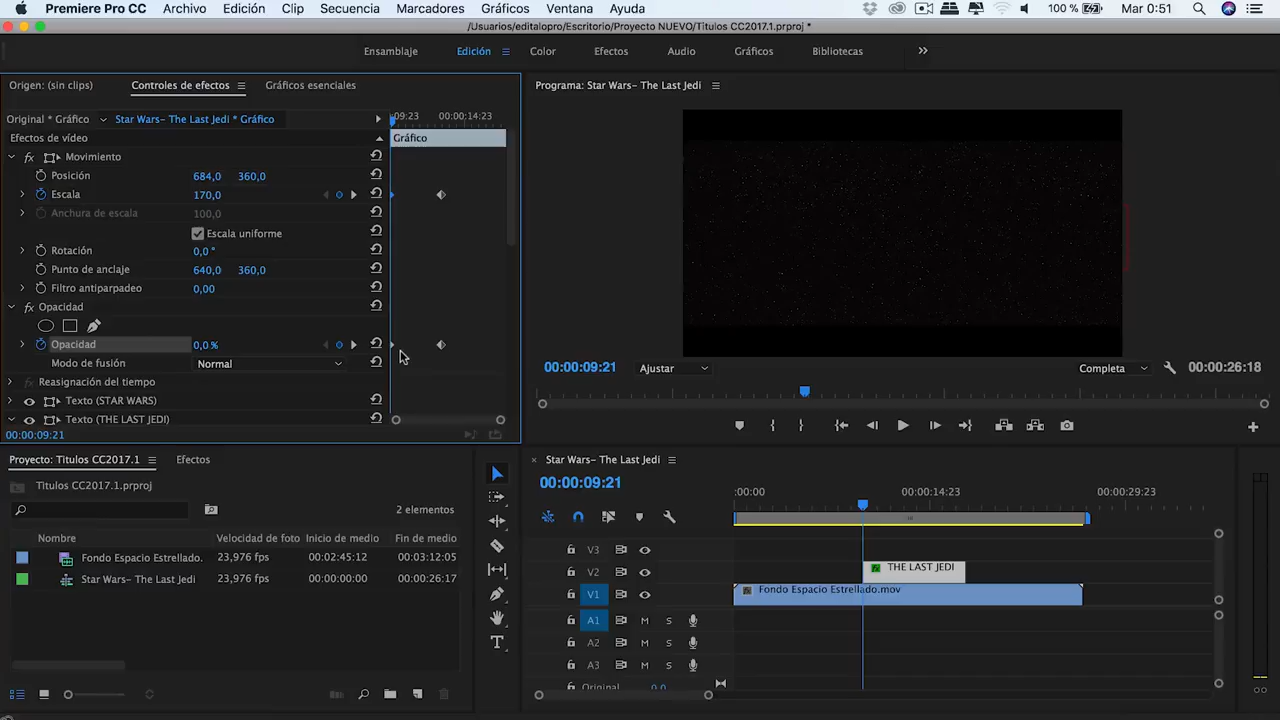 Premiere Pro CC Archivo Edición Clip Secuencia Marcadores Gráficos Ventana Ayuda 100 % Mar 0:51
/Usuarios/editalopro/Escritorio/Proyecto NUEVO/Titulos CC2017.1.prproj *
Ensamblaje Edición Color Efectos Audio Gráficos Bibliotecas
Origen: (sin clips) Controles de efectos Gráficos esenciales
Programa: Star Wars- The Last Jedi
Original * Gráfico Star Wars- The Last Jedi * Gráfico 09:23 00:00:14:23
Efectos de vídeo Gráfico
fx Movimiento
Posición 684,0 360,0
Escala 170,0
Anchura de escala 100,0
Escala uniforme
Rotación 0,0 °
Punto de anclaje 640,0 360,0
Filtro antiparpadeo 0,00
fx Opacidad
Opacidad 0,0 %
Modo de fusión Normal
fx Reasignación del tiempo
Texto (STAR WARS)
Texto (THE LAST JEDI)
00:00:09:21
00:00:09:21 Ajustar Completa 00:00:26:18
Proyecto: Titulos CC2017.1 Efectos
Titulos CC2017.1.prproj
2 elementos
Nombre Velocidad de foto Inicio de medio Fin de medio
Fondo Espacio Estrellado. 23,976 fps 00:02:45:12 00:03:12:05
Star Wars- The Last Jedi 23,976 fps 00:00:00:00 00:00:26:17
Star Wars- The Last Jedi
00:00:09:21
:00:00 00:00:14:23 00:00:29:23
V3
V2 fx THE LAST JEDI
V1 fx Fondo Espacio Estrellado.mov
A1 M S
A2 M S
A3 M S
Original 0,0